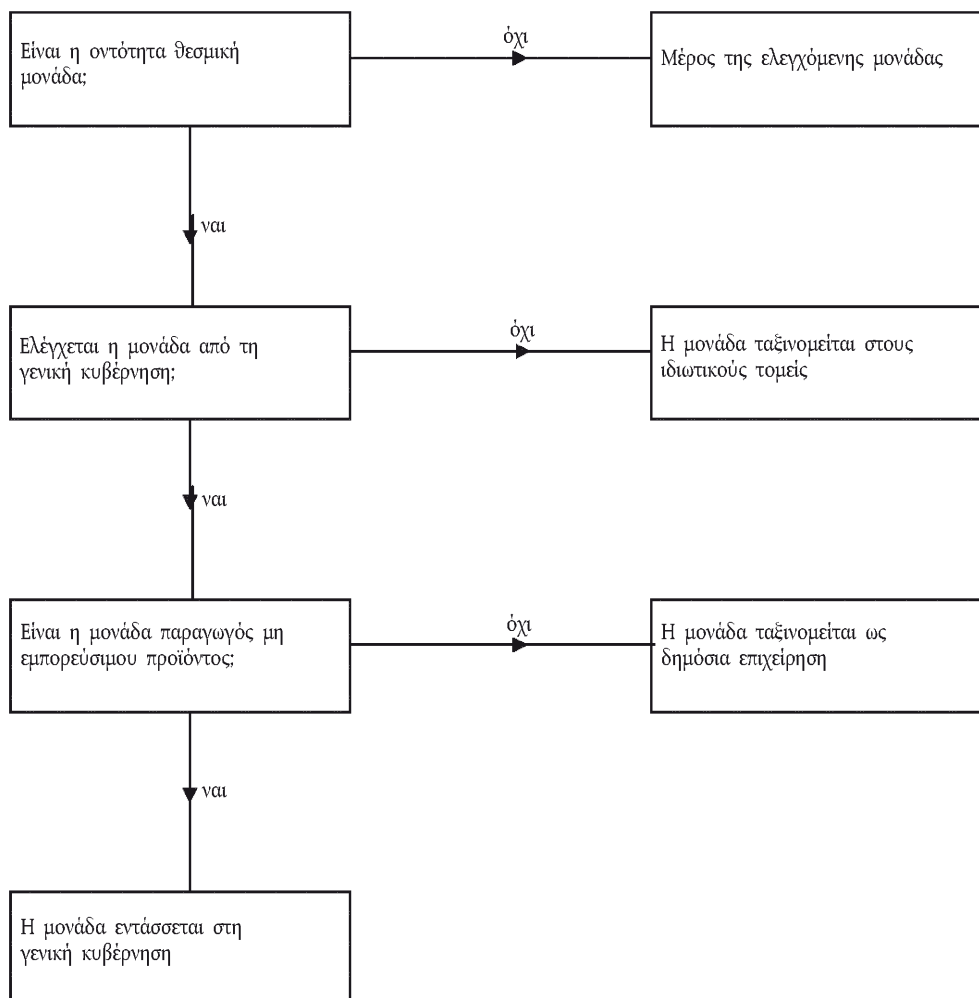 Είναι η οντότητα θεσμική
μονάδα;
όχι
Μέρος της ελεγχόμενης μονάδας
ναι
Ελέγχεται η μονάδα από τη
γενική κυβέρνηση;
όχι
Η μονάδα ταξινομείται στους
ιδιωτικούς τομείς
ναι
Είναι η μονάδα παραγωγός μη
εμπορεύσιμου προϊόντος;
όχι
Η μονάδα ταξινομείται ως
δημόσια επιχείρηση
ναι
Η μονάδα εντάσσεται στη
γενική κυβέρνηση